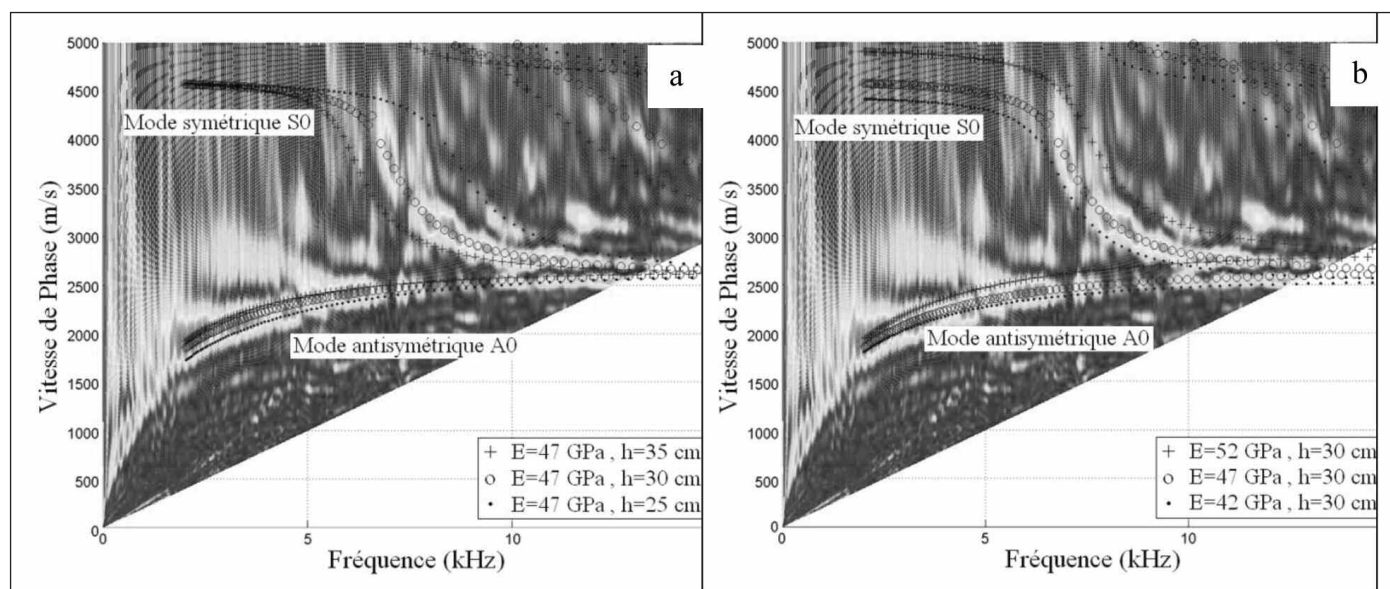 a
5000
4500
4000
3500
3000
2500
2000
1500
1000
500
0
Vitesse de Phase (m/s)
Mode symétrique S0
Mode antisymétrique A0
+ E=47 GPa , h=35 cm
○ E=47 GPa , h=30 cm
· E=47 GPa , h=25 cm
0 5 10
Fréquence (kHz)
b
5000
4500
4000
3500
3000
2500
2000
1500
1000
500
0
Vitesse de Phase (m/s)
Mode symétrique S0
Mode antisymétrique A0
+ E=52 GPa , h=30 cm
○ E=47 GPa , h=30 cm
· E=42 GPa , h=30 cm
0 5 10
Fréquence (kHz)